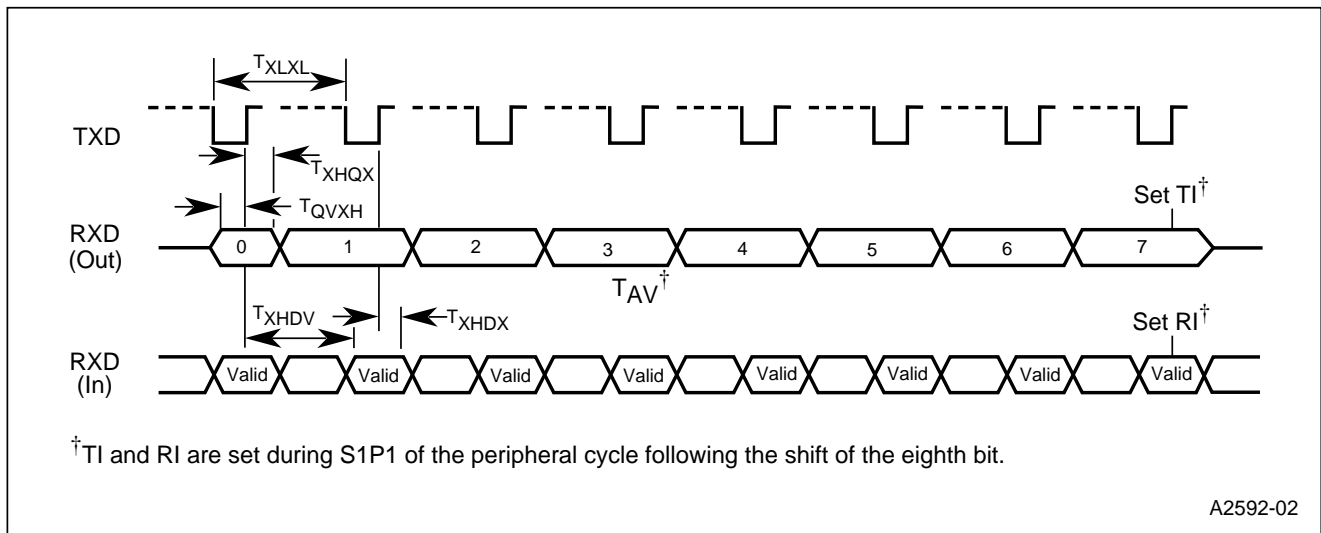 TXLXL
TXD
TXHQX
TQVXH
Set TI†
RXD
(Out)
0 1 2 3 4 5 6 7
TAV†
TXHDV
TXHDX
Set RI†
RXD
(In)
Valid Valid Valid Valid Valid Valid Valid Valid
†TI and RI are set during S1P1 of the peripheral cycle following the shift of the eighth bit.
A2592-02